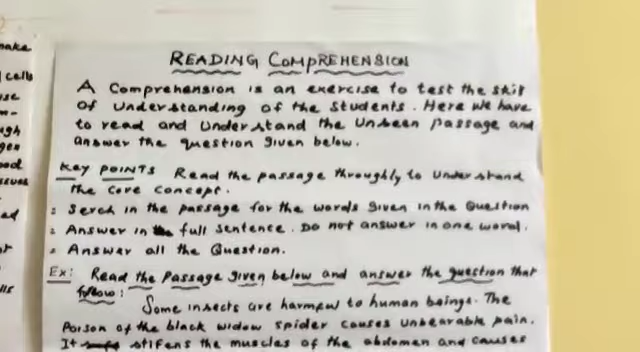 READING COMPREHENSION
A Comprehension is an exercise to test the skil
of understanding of the students. Here we have
to read and Understand the Unseen Passage and
answer the question given below.
Key POINTS Read the passage throughly to Understand
the Core Concept.
: Serch in the passage for the words given in the Question
: Answer in full Sentence. Do not answer in one word.
: Answer all the Question.
Ex: Read the Passage given below and answer the question that
follow:
Some insects are harmful to human beings. The
Poison of the black widow spider causes unbearable pain.
It stifens the muscles of the abdomen and causes
make
cells